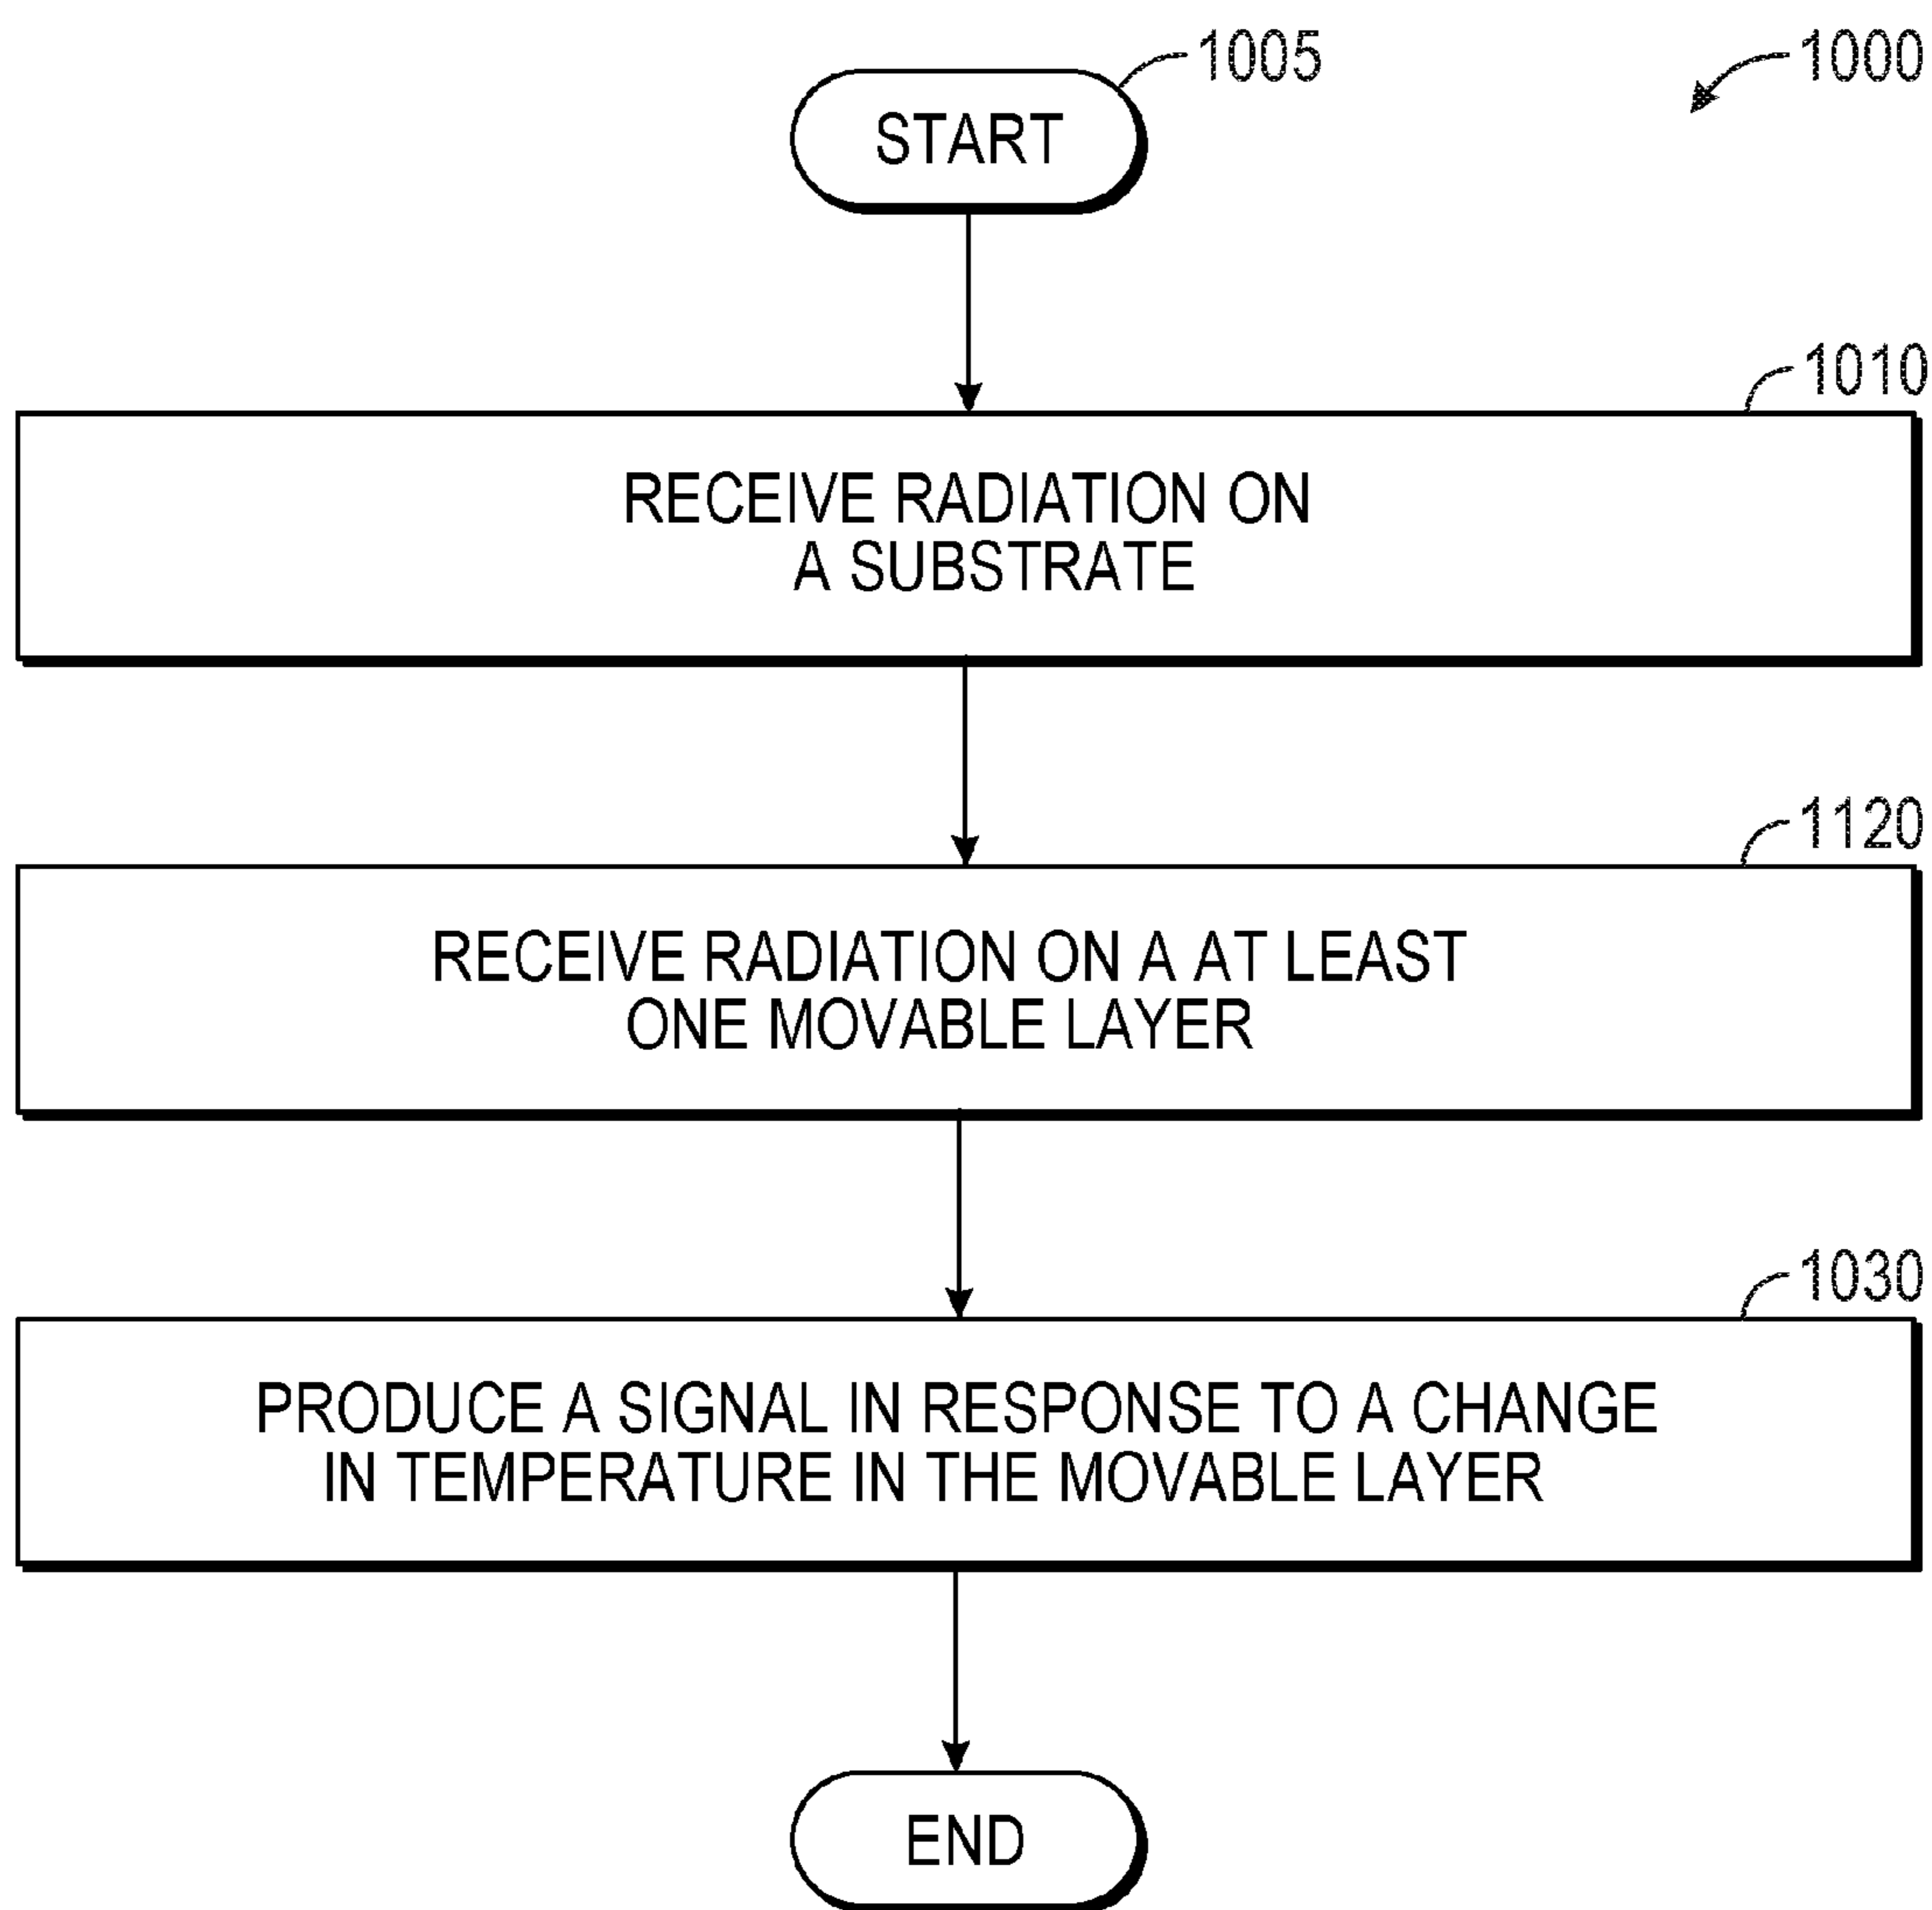 1005
1000
START
1010
RECEIVE RADIATION ON
A SUBSTRATE
1120
RECEIVE RADIATION ON A AT LEAST
ONE MOVABLE LAYER
1030
PRODUCE A SIGNAL IN RESPONSE TO A CHANGE
IN TEMPERATURE IN THE MOVABLE LAYER
END